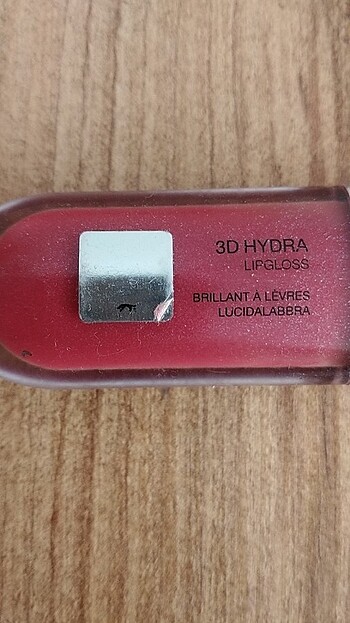 3D HYDRA
LIPGLOSS
BRILLANT À LÈVRES
LUCIDALABBRA